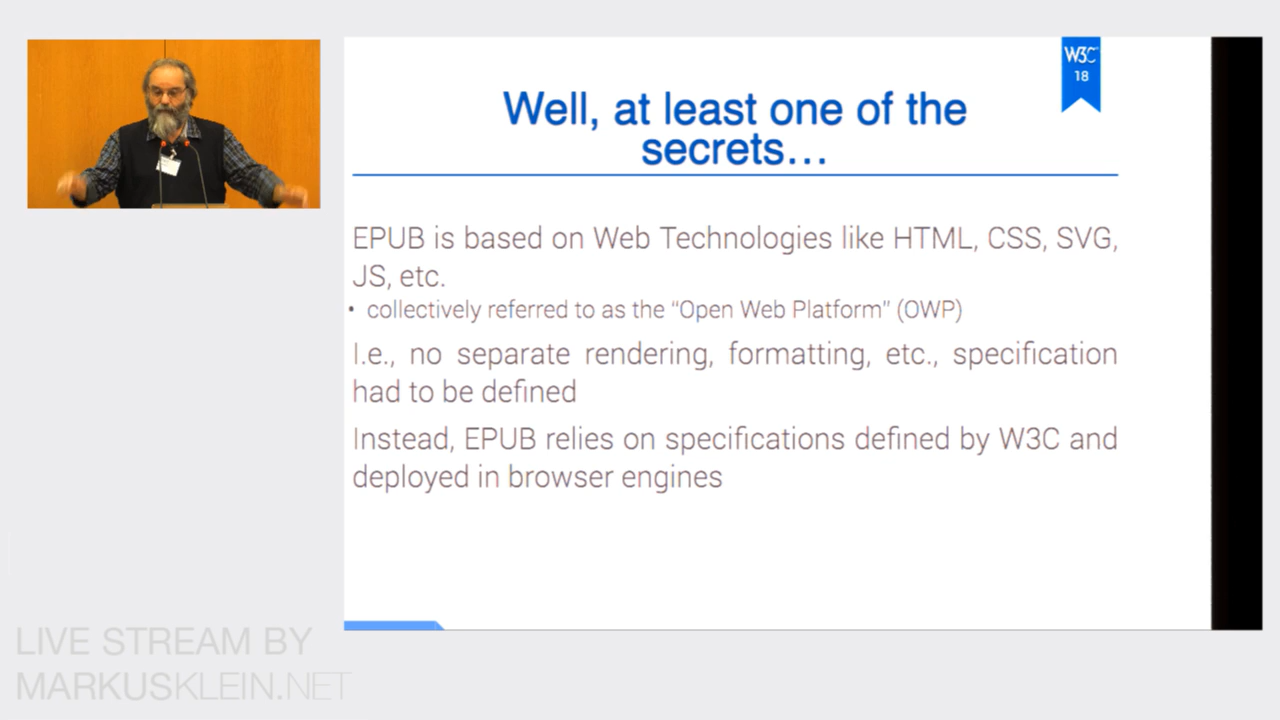 W3C
18
Well, at least one of the
secrets…
EPUB is based on Web Technologies like HTML, CSS, SVG,
JS, etc.
• collectively referred to as the “Open Web Platform” (OWP)
I.e., no separate rendering, formatting, etc., specification
had to be defined
Instead, EPUB relies on specifications defined by W3C and
deployed in browser engines
LIVE STREAM BY
MARKUSKLEIN.NET